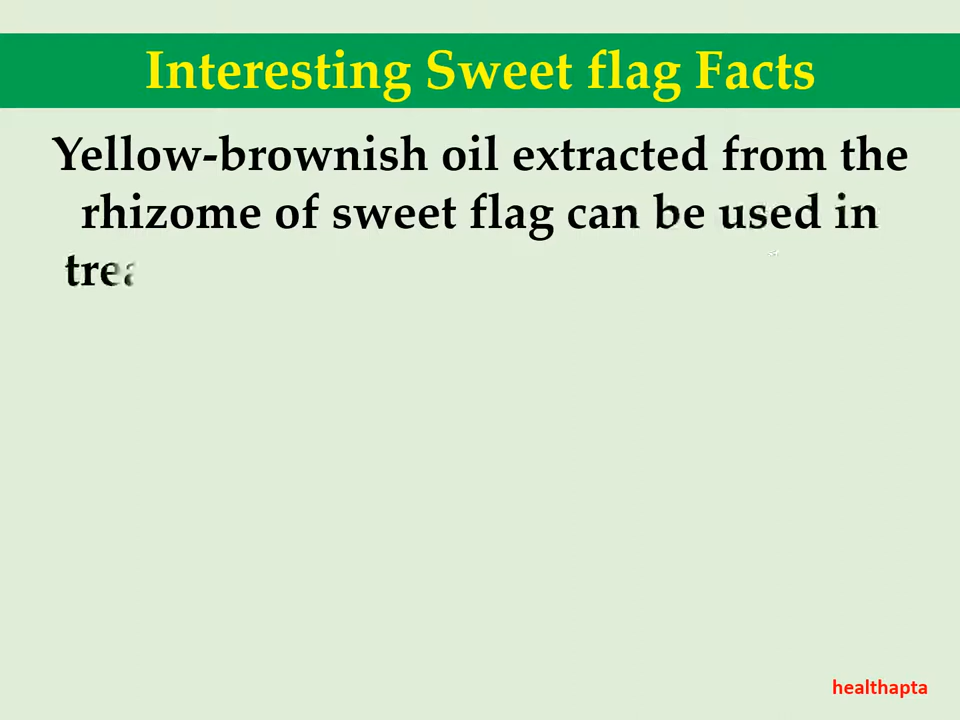 Interesting Sweet flag Facts
Yellow-brownish oil extracted from the
rhizome of sweet flag can be used in
healthapta